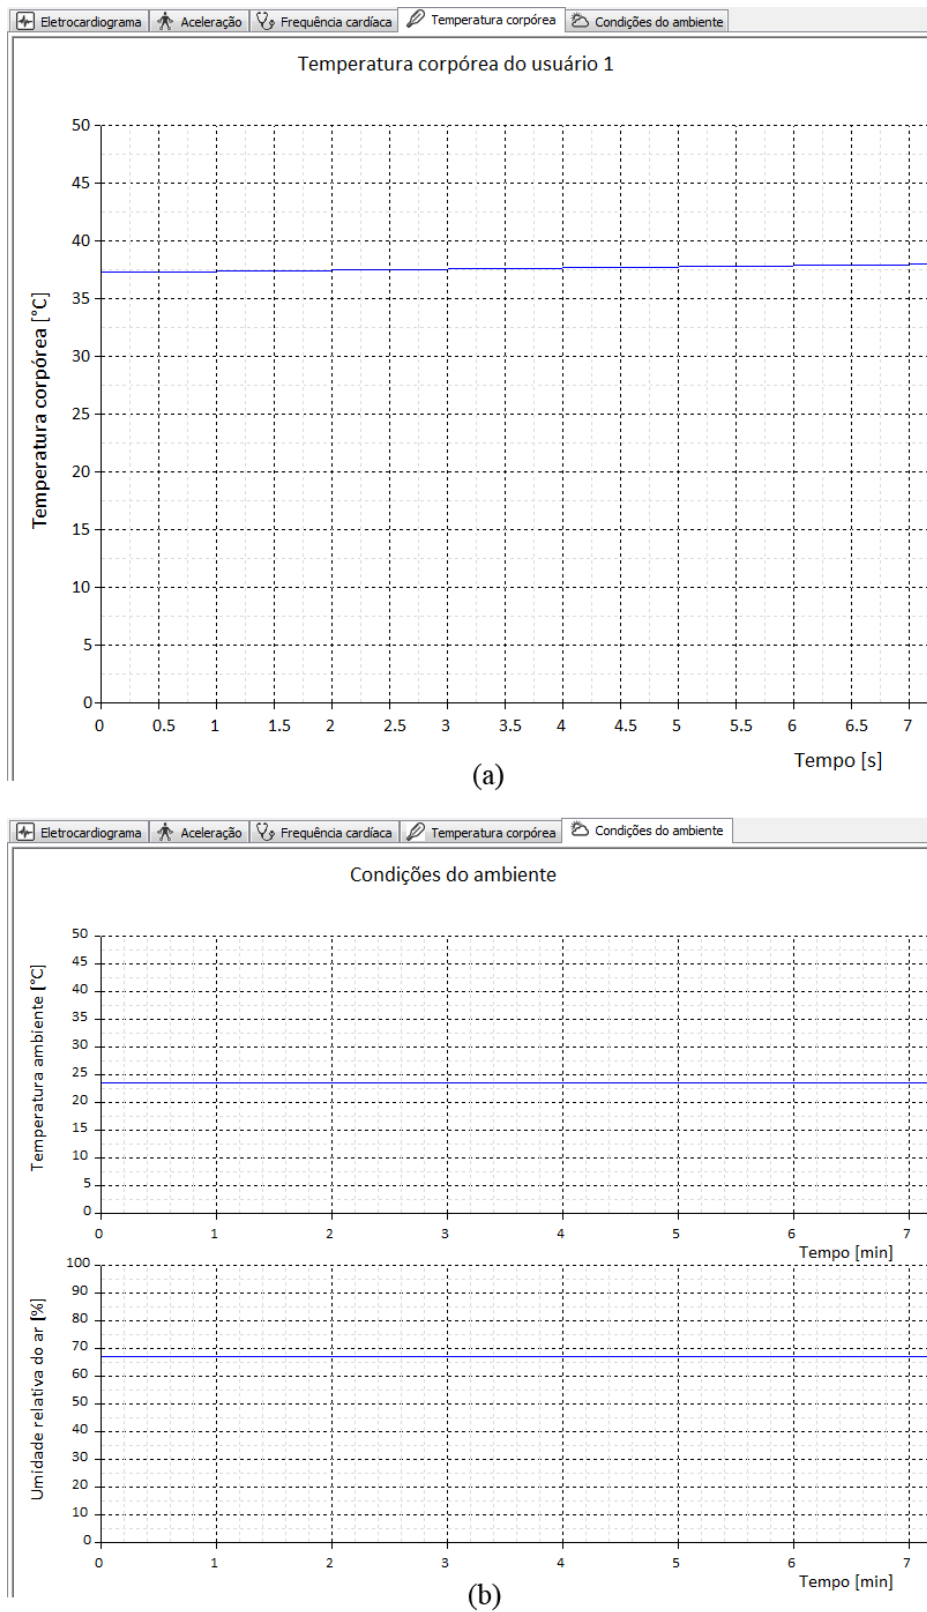 Eletrocardiograma Aceleração Frequência cardíaca Temperatura corpórea Condições do ambiente
Temperatura corpórea do usuário 1
Temperatura corpórea [°C]
50
45
40
35
30
25
20
15
10
5
0
0 0.5 1 1.5 2 2.5 3 3.5 4 4.5 5 5.5 6 6.5 7
Tempo [s]
(a)
Eletrocardiograma Aceleração Frequência cardíaca Temperatura corpórea Condições do ambiente
Condições do ambiente
Temperatura ambiente [°C]
50
45
40
35
30
25
20
15
10
5
0
0 1 2 3 4 5 6 7
Tempo [min]
Umidade relativa do ar [%]
100
90
80
70
60
50
40
30
20
10
0
0 1 2 3 4 5 6 7
Tempo [min]
(b)